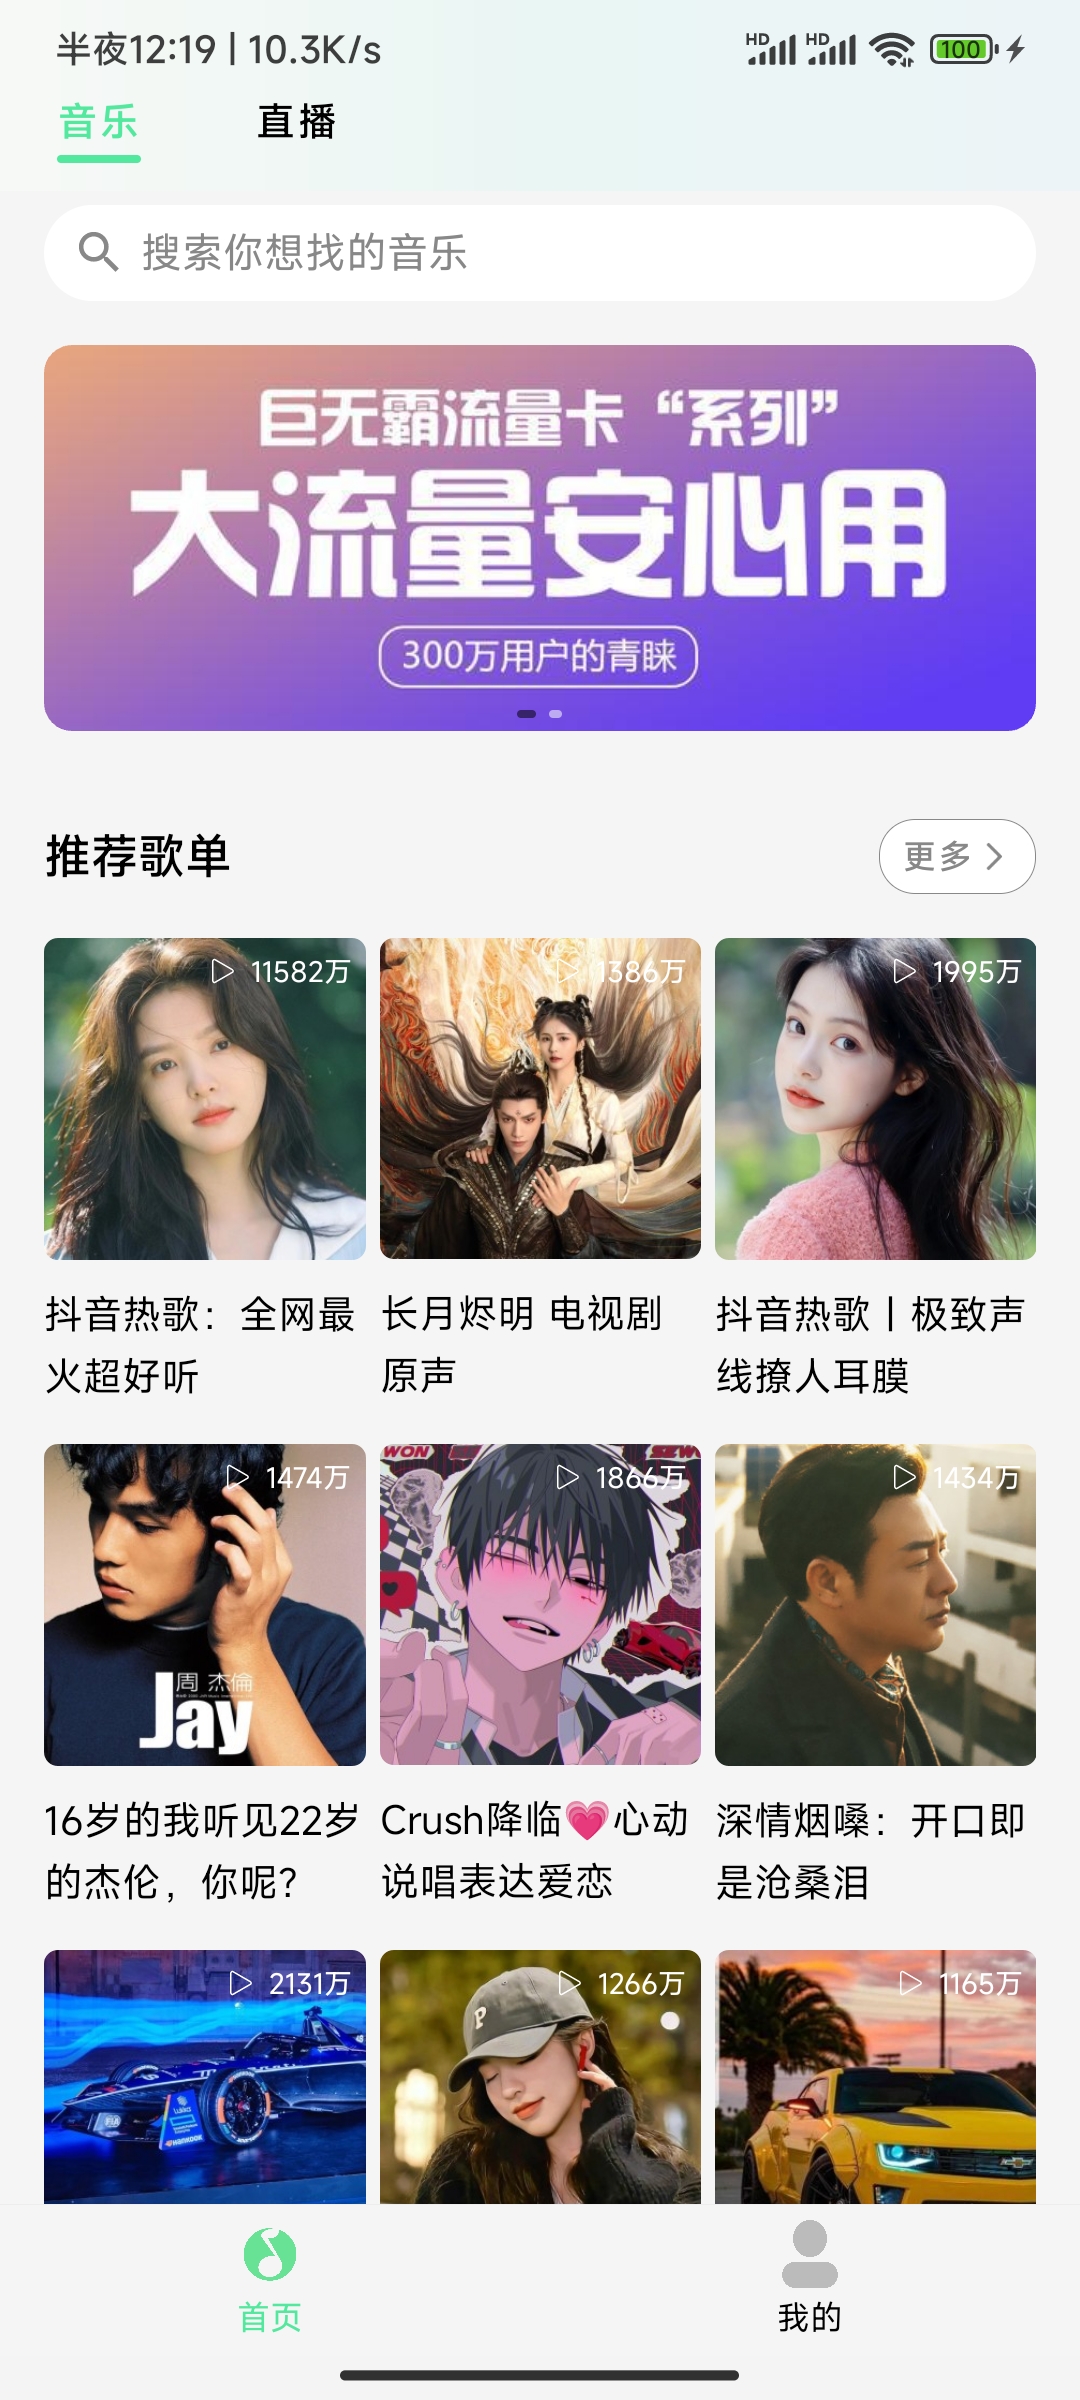 半夜12:19 | 10.3K/s
HD HD 100
音乐 直播
搜索你想找的音乐
巨无霸流量卡“系列”
大流量安心用
300万用户的青睐
推荐歌单 更多
11582万 1386万 1995万
抖音热歌：全网最火超好听
长月烬明 电视剧原声
抖音热歌丨极致声线撩人耳膜
1474万 1866万 1434万
WON
周杰倫
Jay
16岁的我听见22岁的杰伦，你呢？
Crush降临💗心动说唱表达爱恋
深情烟嗓：开口即是沧桑泪
2131万 1266万 1165万
P
HANKOOK
首页 我的